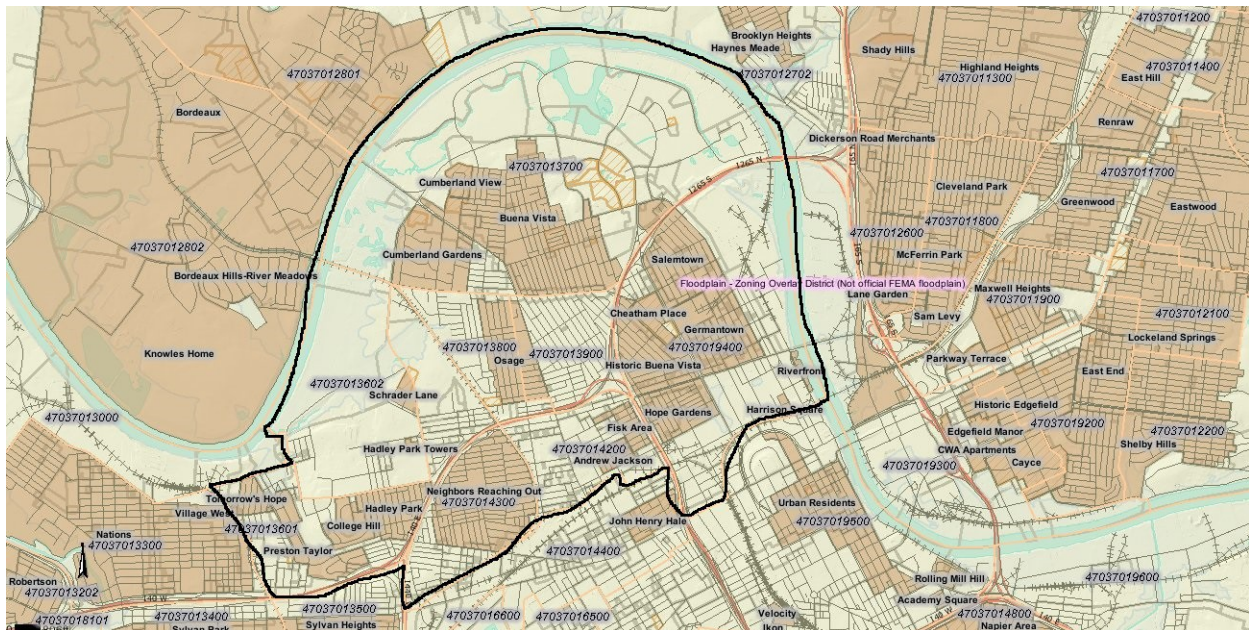 47037011200
Brooklyn Heights
Haynes Meade
Shady Hills
Highland Heights
47037011300
47037011400
East Hill
47037012801
47037012702
Bordeaux
Renraw
Dickerson Road Merchants
I265 N
I265 S
47037013700
47037011700
Cumberland View
Cleveland Park
Greenwood
Eastwood
Buena Vista
47037011800
47037012600
47037012802
Cumberland Gardens
McFerrin Park
Salemtown
I65 S
Bordeaux Hills-River Meadows
Floodplain - Zoning Overlay District (Not official FEMA floodplain)
Lane Garden
Maxwell Heights
47037011900
Cheatham Place
Sam Levy
47037012100
Germantown
Lockeland Springs
Knowles Home
47037013800
47037013900
47037019400
Osage
Historic Buena Vista
Parkway Terrace
Riverfront
East End
47037013602
Schrader Lane
47037013000
Hope Gardens
Harrison Square
Historic Edgefield
Fisk Area
47037019200
Edgefield Manor
47037012200
Shelby Hills
Hadley Park Towers
47037014200
CWA Apartments
Andrew Jackson
47037019300
Cayce
Neighbors Reaching Out
Tomorrow's Hope
47037014300
Urban Residents
Village West
Hadley Park
47037013601
College Hill
John Henry Hale
47037019500
I40 E
Nations
47037013300
Preston Taylor
47037014400
Robertson
Rolling Mill Hill
47037019600
47037013202
Academy Square
I40 W
47037013500
47037018101
47037013400
47037016600
47037016500
Velocity
47037014800
Sylvan Park
Sylvan Heights
Ikon
Napier Area